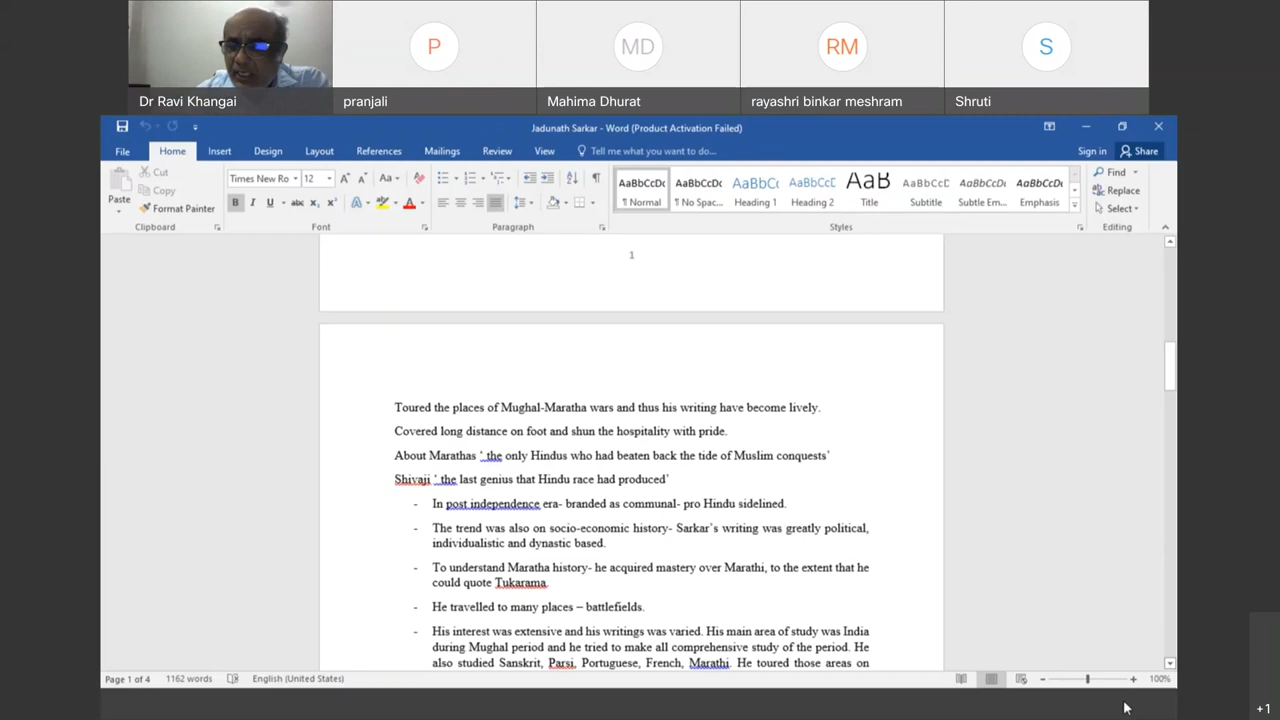 P
MD
RM
S
Dr Ravi Khangai
pranjali
Mahima Dhurat
rayashri binkar meshram
Shruti
Jadunath Sarkar - Word (Product Activation Failed)
File
Home
Insert
Design
Layout
References
Mailings
Review
View
Tell me what you want to do...
Sign in
Share
Paste
Cut
Copy
Format Painter
Clipboard
Times New Ro
12
Font
Paragraph
AaBbCcDc
¶ Normal
AaBbCcDc
¶ No Spac...
AaBbCc
Heading 1
AaBbCcD
Heading 2
AaB
Title
AaBbCcD
Subtitle
AaBbCcDc
Subtle Em...
AaBbCcDc
Emphasis
Styles
Find
Replace
Select
Editing
1
Toured the places of Mughal-Maratha wars and thus his writing have become lively.
Covered long distance on foot and shun the hospitality with pride.
About Marathas ‘ the only Hindus who had beaten back the tide of Muslim conquests’
Shivaji ‘ the last genius that Hindu race had produced’
- In post independence era- branded as communal- pro Hindu sidelined.
- The trend was also on socio-economic history- Sarkar’s writing was greatly political,
individualistic and dynastic based.
- To understand Maratha history- he acquired mastery over Marathi, to the extent that he
could quote Tukarama.
- He travelled to many places – battlefields.
- His interest was extensive and his writings was varied. His main area of study was India
during Mughal period and he tried to make all comprehensive study of the period. He
also studied Sanskrit, Parsi, Portuguese, French, Marathi. He toured those areas on
Page 1 of 4
1162 words
English (United States)
100%
+1